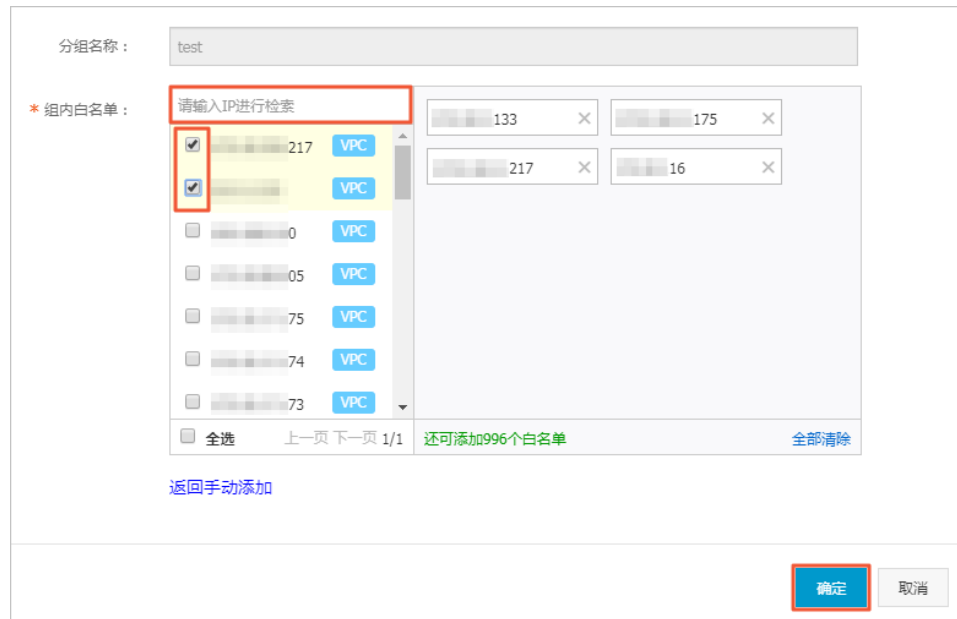 分组名称：
test
* 组内白名单：
请输入IP进行检索
217 VPC
VPC
0 VPC
05 VPC
75 VPC
74 VPC
73 VPC
全选 上一页 下一页 1/1
133 175
217 16
还可添加996个白名单 全部清除
返回手动添加
确定 取消